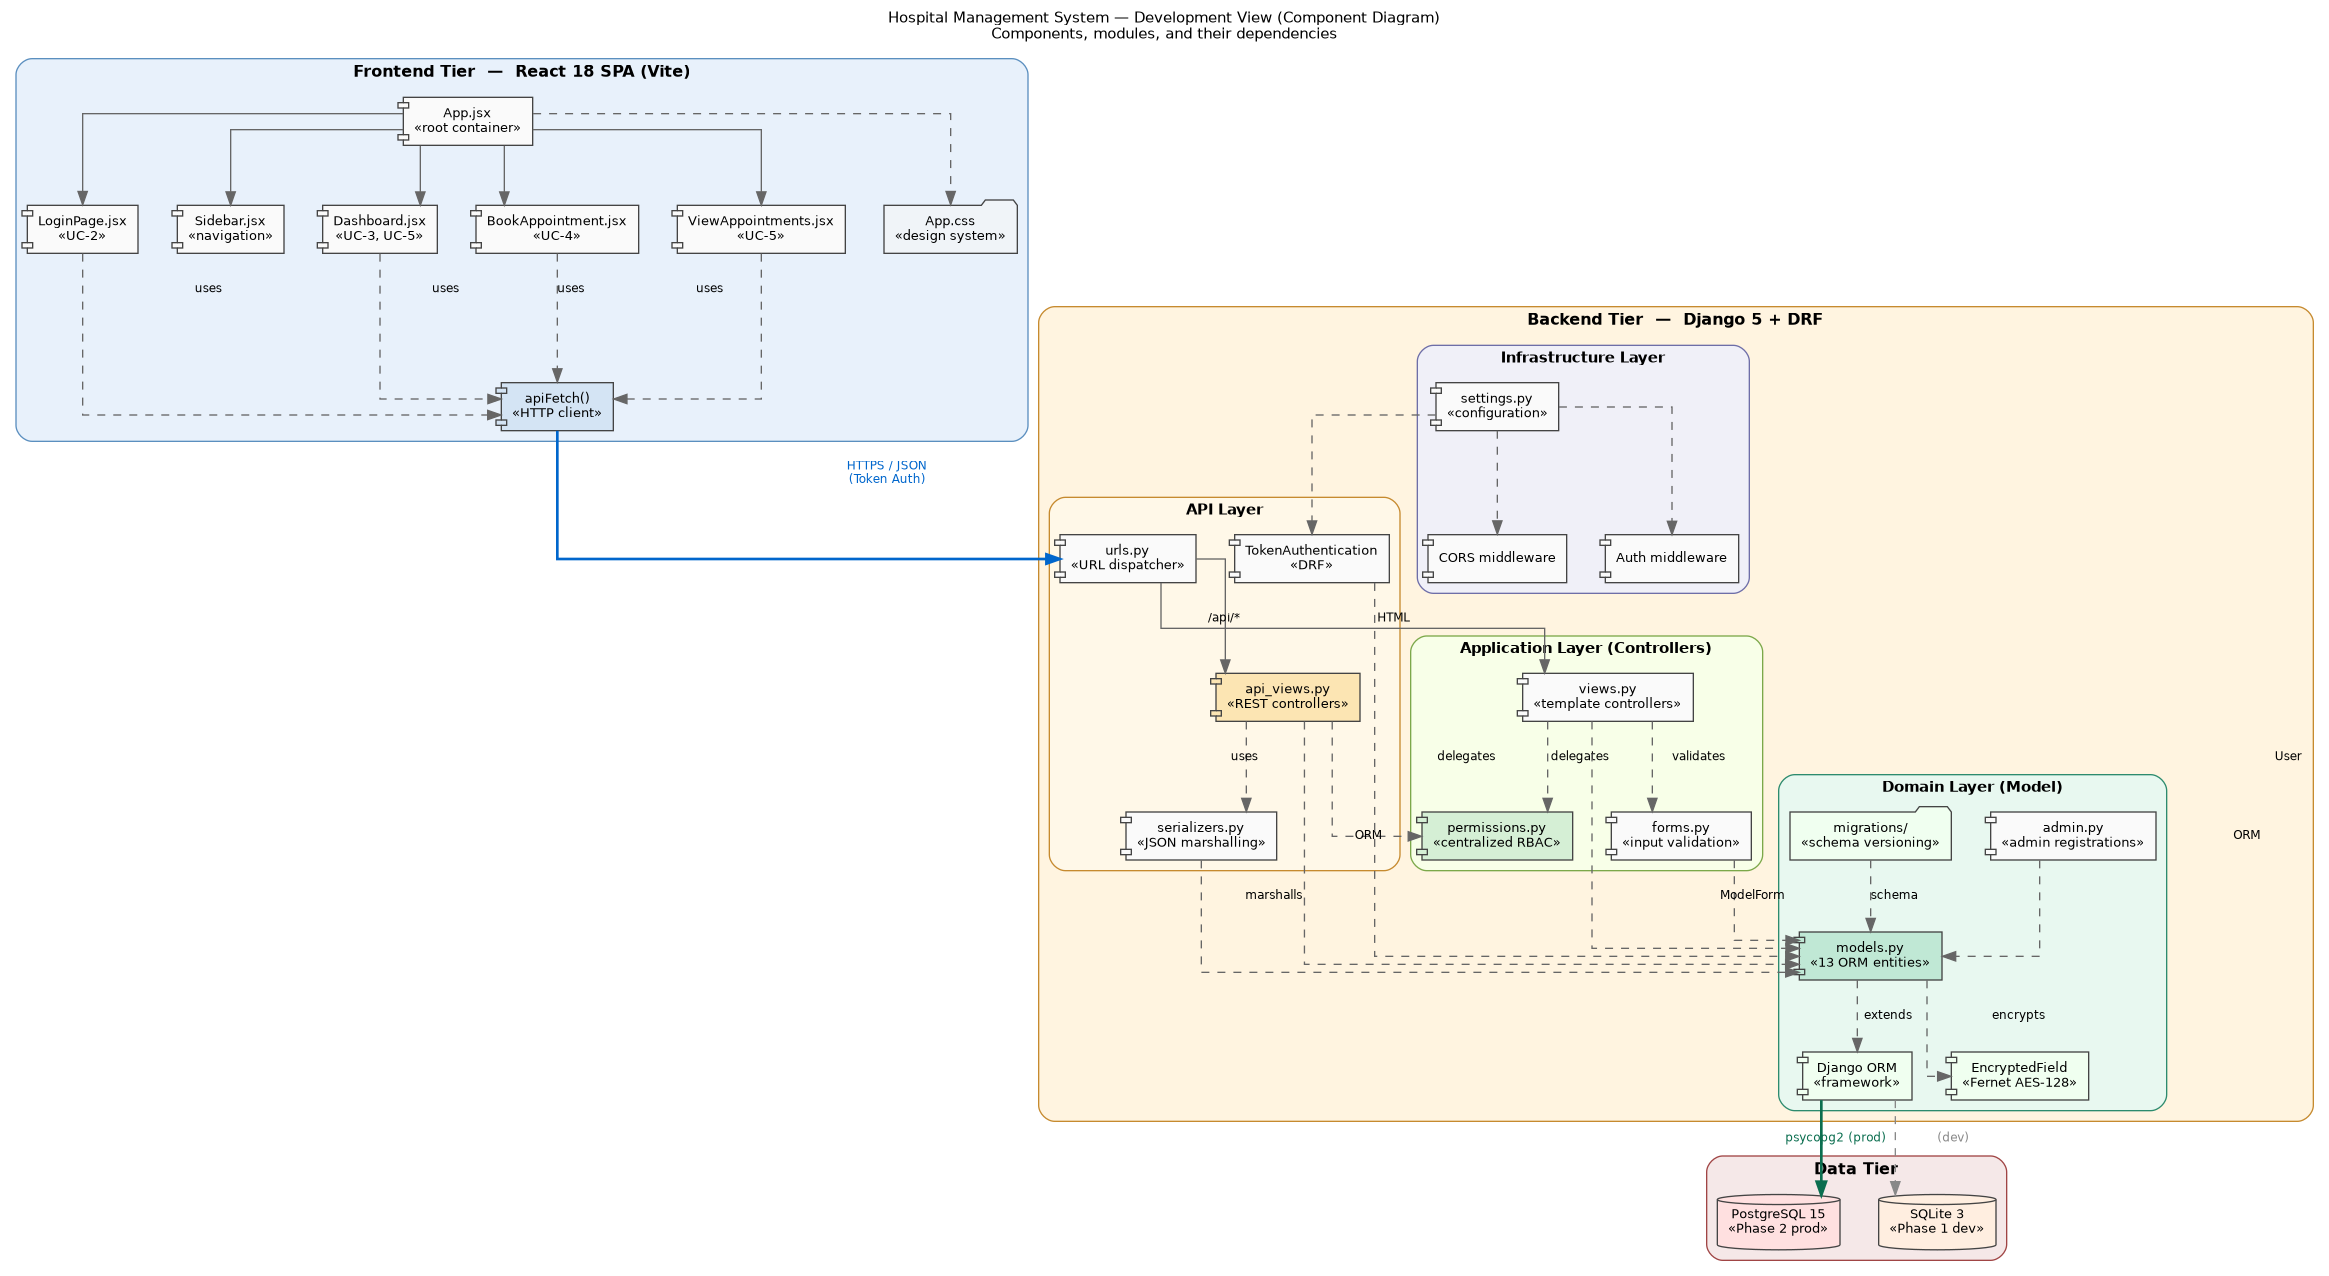 Hospital Management System — Development View (Component Diagram)
Components, modules, and their dependencies
Frontend Tier — React 18 SPA (Vite)
App.jsx
«root container»
LoginPage.jsx
«UC-2»
Sidebar.jsx
«navigation»
Dashboard.jsx
«UC-3, UC-5»
BookAppointment.jsx
«UC-4»
ViewAppointments.jsx
«UC-5»
App.css
«design system»
uses
uses
uses
uses
apiFetch()
«HTTP client»
HTTPS / JSON
(Token Auth)
Backend Tier — Django 5 + DRF
Infrastructure Layer
settings.py
«configuration»
CORS middleware
Auth middleware
API Layer
urls.py
«URL dispatcher»
TokenAuthentication
«DRF»
/api/*
HTML
api_views.py
«REST controllers»
uses
serializers.py
«JSON marshalling»
marshalls
ORM
Application Layer (Controllers)
views.py
«template controllers»
delegates
delegates
validates
permissions.py
«centralized RBAC»
forms.py
«input validation»
ModelForm
User
ORM
Domain Layer (Model)
migrations/
«schema versioning»
admin.py
«admin registrations»
schema
models.py
«13 ORM entities»
extends
encrypts
Django ORM
«framework»
EncryptedField
«Fernet AES-128»
psycopg2 (prod)
(dev)
Data Tier
PostgreSQL 15
«Phase 2 prod»
SQLite 3
«Phase 1 dev»